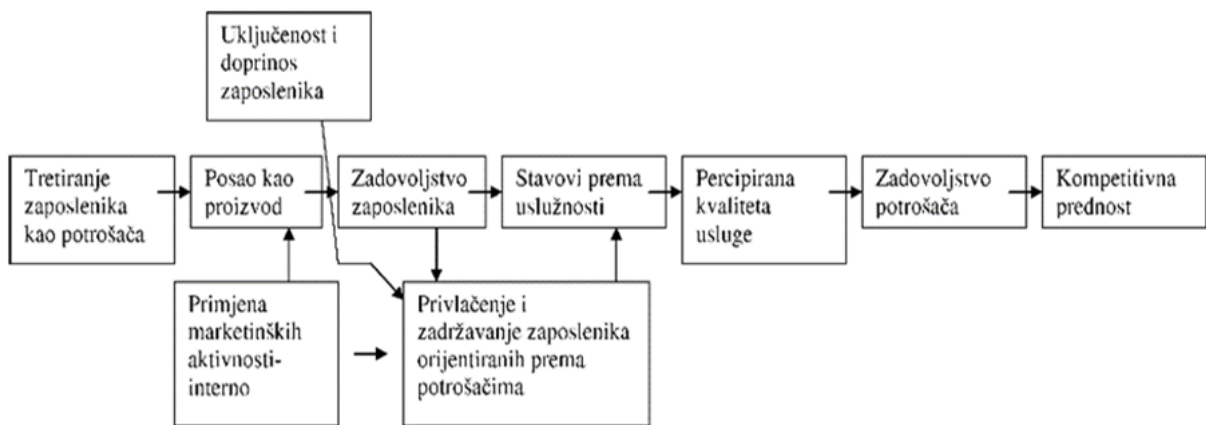 Uključenost i
doprinos
zaposlenika
Tretiranje
zaposlenika
kao potrošača
Posao kao
proizvod
Zadovoljstvo
zaposlenika
Stavovi prema
uslužnosti
Percipirana
kvaliteta
usluge
Zadovoljstvo
potrošača
Kompetitivna
prednost
Primjena
marketinških
aktivnosti-
interno
Privlačenje i
zadržavanje zaposlenika
orijentiranih prema
potrošačima